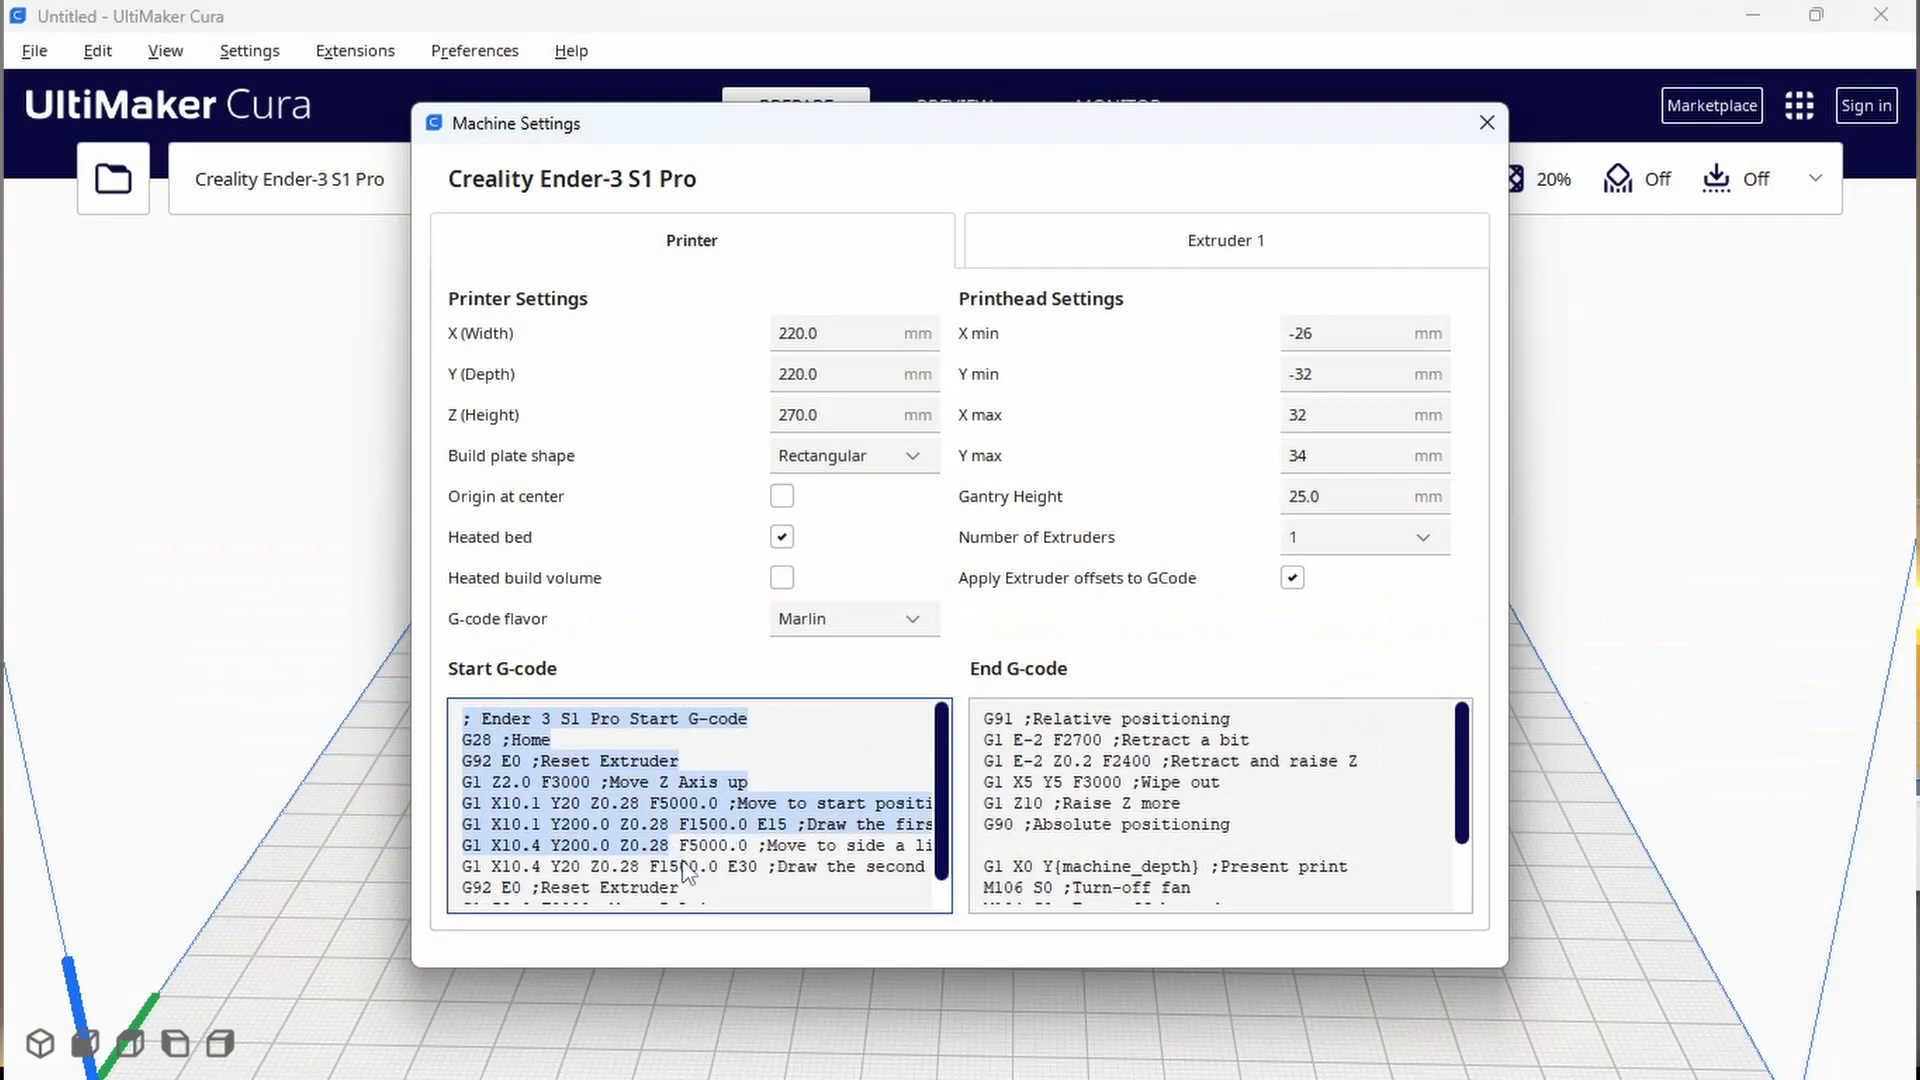 Untitled - UltiMaker Cura
File Edit View Settings Extensions Preferences Help
UltiMaker Cura
PREPARE PREVIEW MONITOR
Marketplace
Sign in
Machine Settings
Creality Ender-3 S1 Pro
20% Off Off
Creality Ender-3 S1 Pro
Printer
Extruder 1
Printer Settings
X (Width) 220.0 mm
Y (Depth) 220.0 mm
Z (Height) 270.0 mm
Build plate shape Rectangular
Origin at center
Heated bed
Heated build volume
G-code flavor Marlin
Printhead Settings
X min -26 mm
Y min -32 mm
X max 32 mm
Y max 34 mm
Gantry Height 25.0 mm
Number of Extruders 1
Apply Extruder offsets to GCode
Start G-code
; Ender 3 S1 Pro Start G-code
G28 ;Home
G92 E0 ;Reset Extruder
G1 Z2.0 F3000 ;Move Z Axis up
G1 X10.1 Y20 Z0.28 F5000.0 ;Move to start positi
G1 X10.1 Y200.0 Z0.28 F1500.0 E15 ;Draw the firs
G1 X10.4 Y200.0 Z0.28 F5000.0 ;Move to side a li
G1 X10.4 Y20 Z0.28 F1500.0 E30 ;Draw the second
G92 E0 ;Reset Extruder
End G-code
G91 ;Relative positioning
G1 E-2 F2700 ;Retract a bit
G1 E-2 Z0.2 F2400 ;Retract and raise Z
G1 X5 Y5 F3000 ;Wipe out
G1 Z10 ;Raise Z more
G90 ;Absolute positioning
G1 X0 Y{machine_depth} ;Present print
M106 S0 ;Turn-off fan